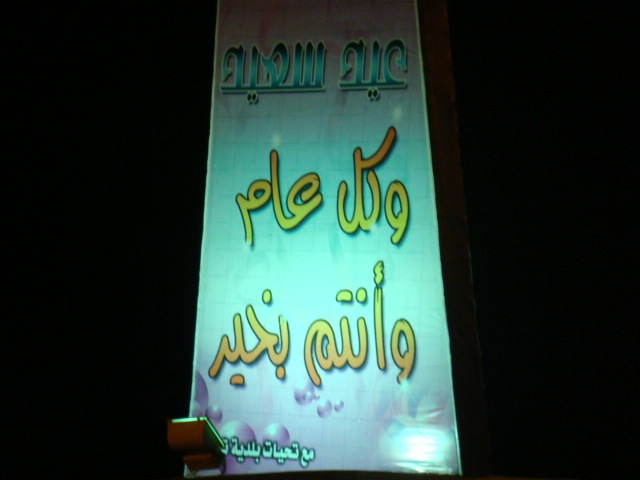 عيد سعيد
وكل عام
وأنتم بخير
مع تحيات بلدية